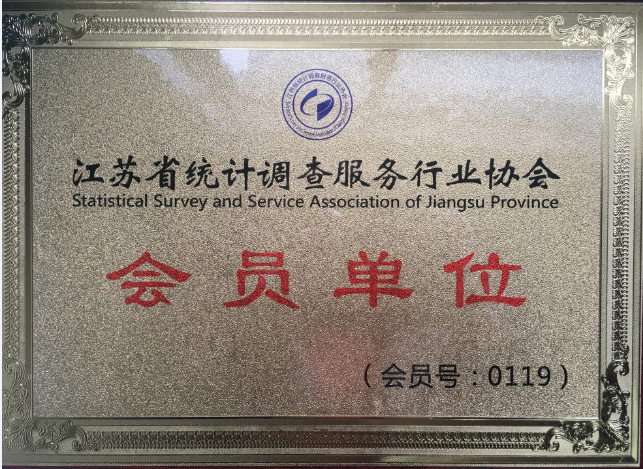 江苏省统计调查服务行业协会
Statistical Survey and Service Association of Jiangsu Province
会员单位
（会员号：0119）